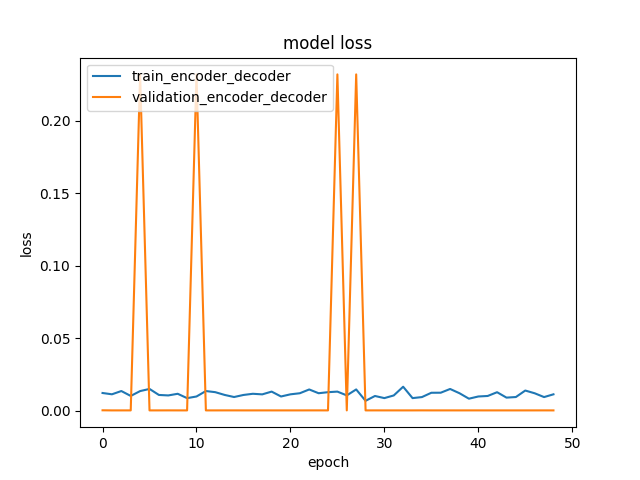 model loss
train_encoder_decoder
validation_encoder_decoder
0.20
0.15
0.10
0.05
0.00
loss
0 10 20 30 40 50
epoch